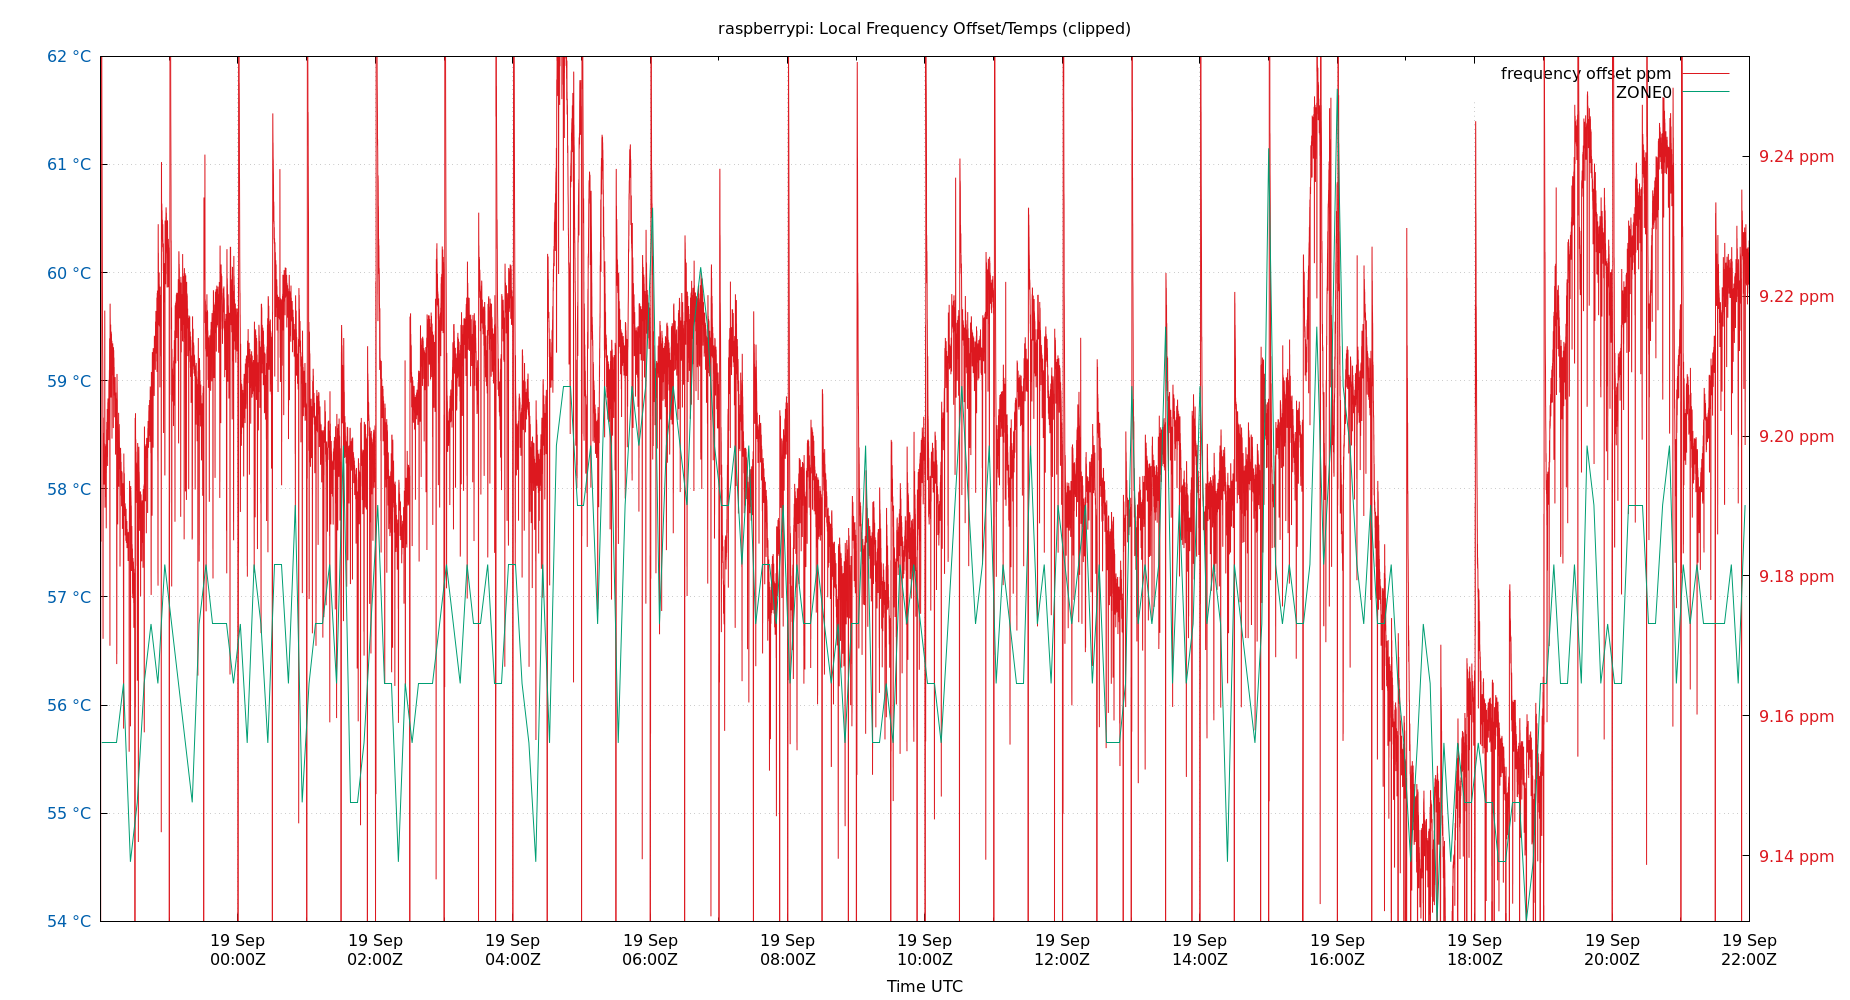 raspberrypi: Local Frequency Offset/Temps (clipped)
62 °C
61 °C
60 °C
59 °C
58 °C
57 °C
56 °C
55 °C
54 °C
frequency offset ppm
ZONE0
9.24 ppm
9.22 ppm
9.20 ppm
9.18 ppm
9.16 ppm
9.14 ppm
19 Sep 19 Sep 19 Sep 19 Sep 19 Sep 19 Sep 19 Sep 19 Sep 19 Sep 19 Sep 19 Sep 19 Sep
00:00Z 02:00Z 04:00Z 06:00Z 08:00Z 10:00Z 12:00Z 14:00Z 16:00Z 18:00Z 20:00Z 22:00Z
Time UTC